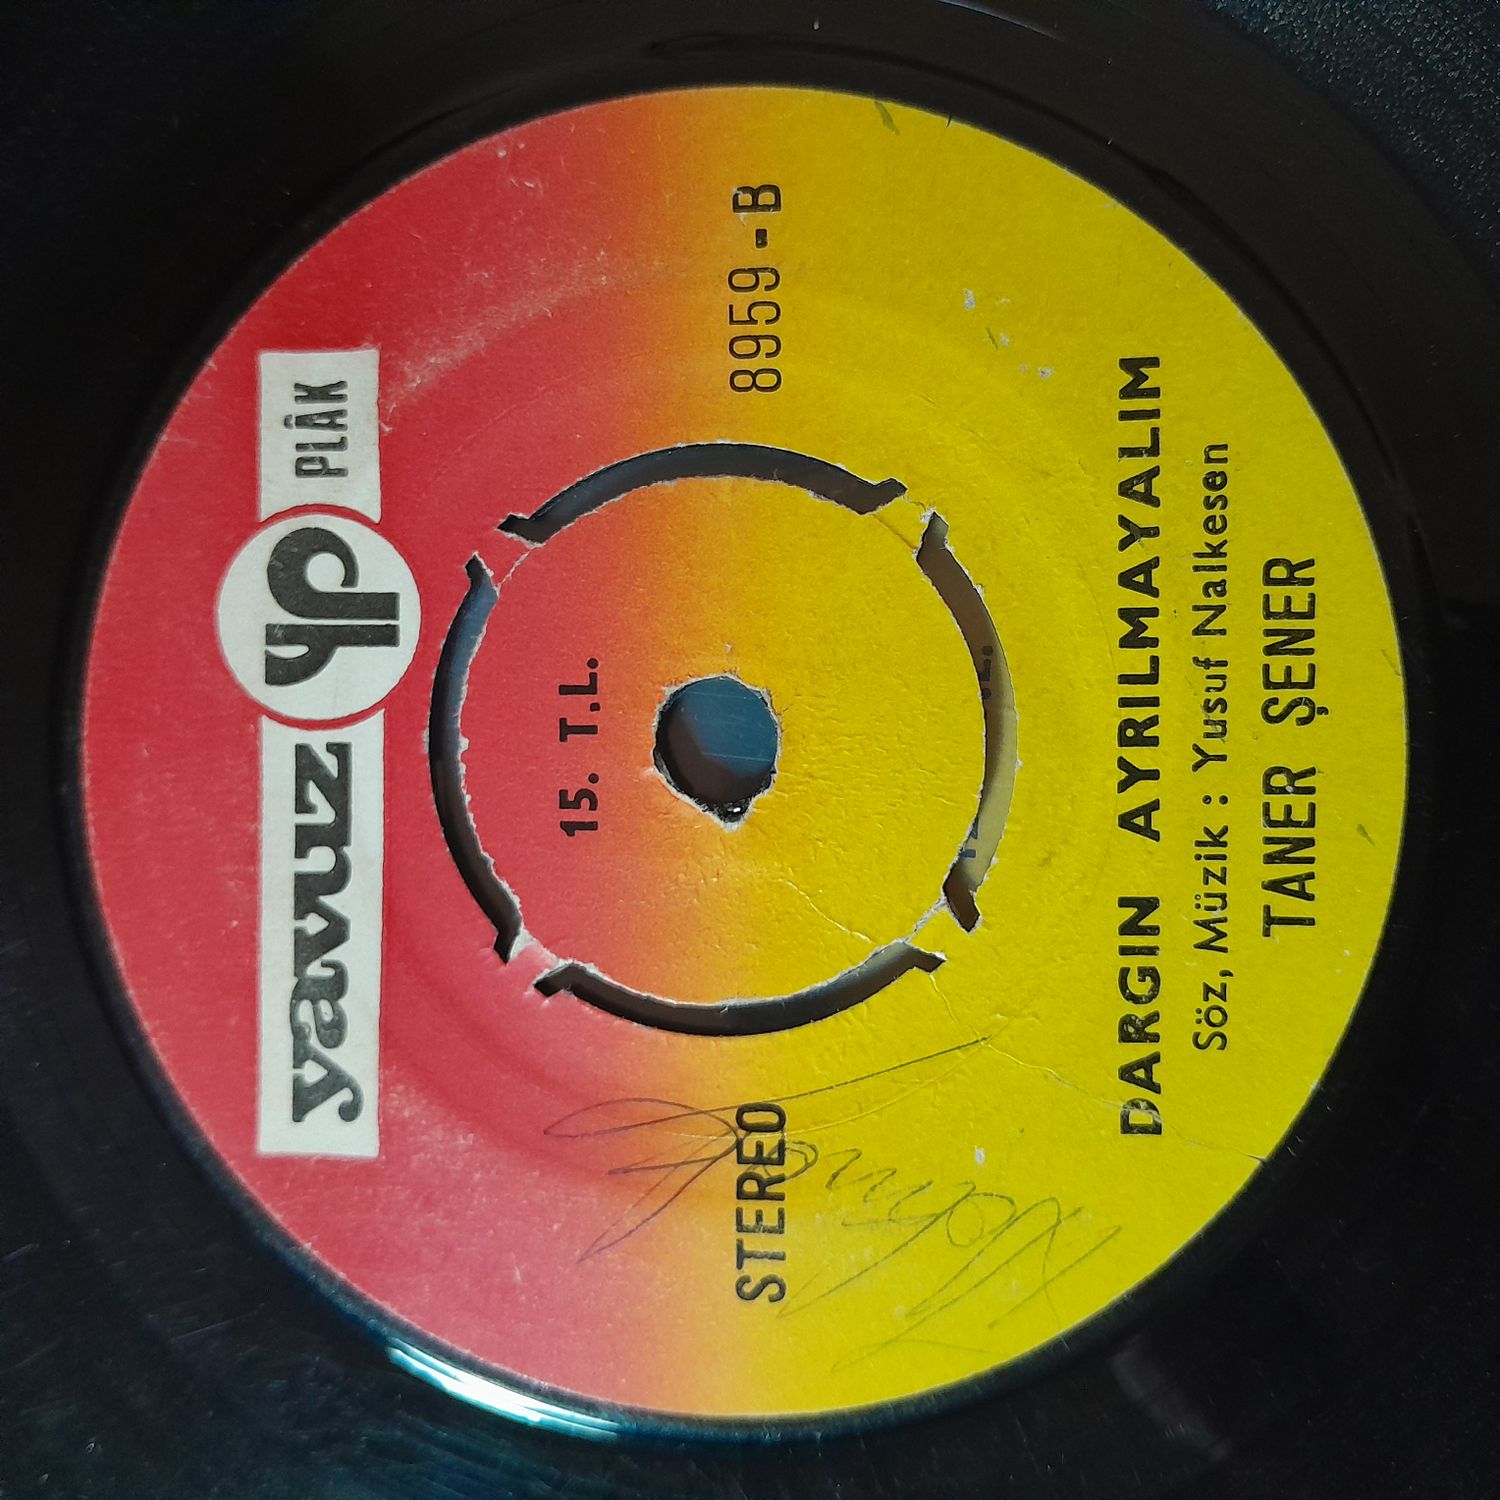 yavuz yp PLÂK
15. T.L.
STEREO
8959-B
DARGIN AYRILMAYALIM
Söz, Müzik : Yusuf Nalkesen
TANER ŞENER